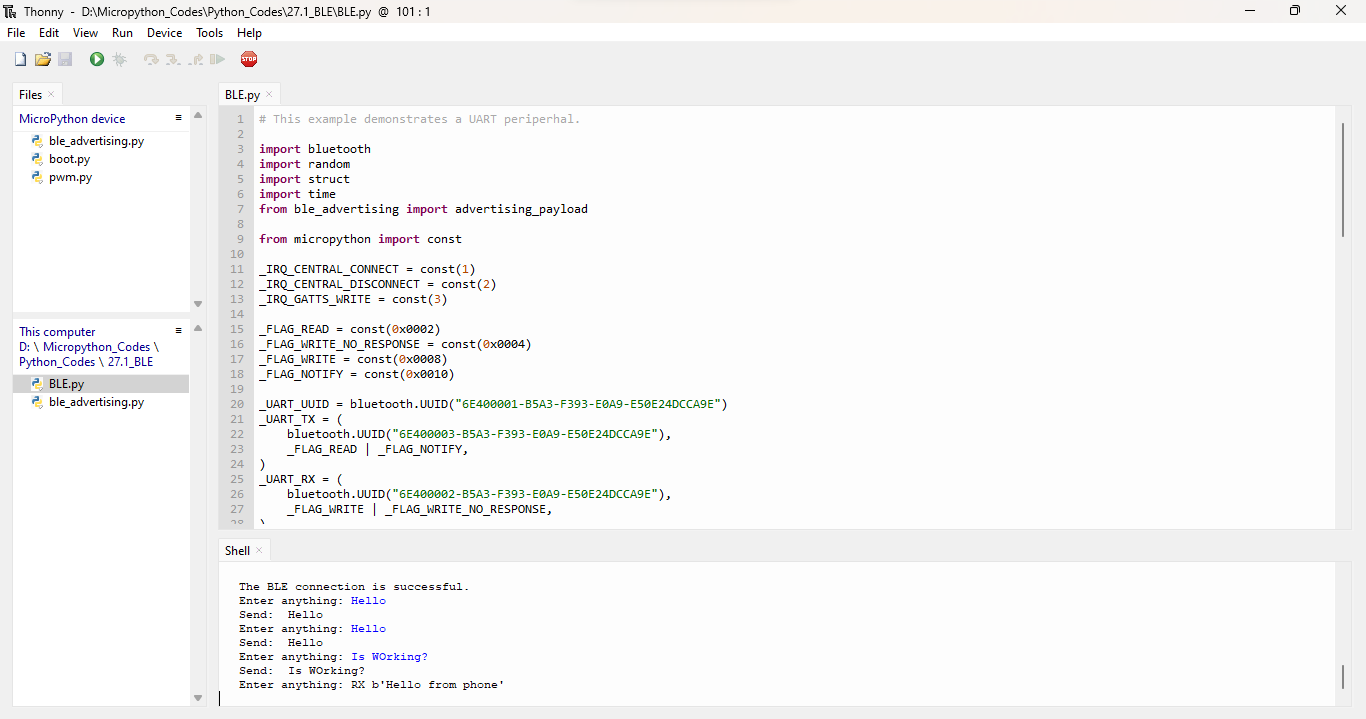 Thonny - D:\Micropython_Codes\Python_Codes\27.1_BLE\BLE.py @ 101 : 1
File Edit View Run Device Tools Help
STOP
Files ×
MicroPython device ≡
ble_advertising.py
boot.py
pwm.py
This computer ≡
D: \ Micropython_Codes \
Python_Codes \ 27.1_BLE
BLE.py
ble_advertising.py
BLE.py ×
1 # This example demonstrates a UART periperhal.
2
3 import bluetooth
4 import random
5 import struct
6 import time
7 from ble_advertising import advertising_payload
8
9 from micropython import const
10
11 _IRQ_CENTRAL_CONNECT = const(1)
12 _IRQ_CENTRAL_DISCONNECT = const(2)
13 _IRQ_GATTS_WRITE = const(3)
14
15 _FLAG_READ = const(0x0002)
16 _FLAG_WRITE_NO_RESPONSE = const(0x0004)
17 _FLAG_WRITE = const(0x0008)
18 _FLAG_NOTIFY = const(0x0010)
19
20 _UART_UUID = bluetooth.UUID("6E400001-B5A3-F393-E0A9-E50E24DCCA9E")
21 _UART_TX = (
22     bluetooth.UUID("6E400003-B5A3-F393-E0A9-E50E24DCCA9E"),
23     _FLAG_READ | _FLAG_NOTIFY,
24 )
25 _UART_RX = (
26     bluetooth.UUID("6E400002-B5A3-F393-E0A9-E50E24DCCA9E"),
27     _FLAG_WRITE | _FLAG_WRITE_NO_RESPONSE,
Shell ×
The BLE connection is successful.
Enter anything: Hello
Send:  Hello
Enter anything: Hello
Send:  Hello
Enter anything: Is WOrking?
Send:  Is WOrking?
Enter anything: RX b'Hello from phone'